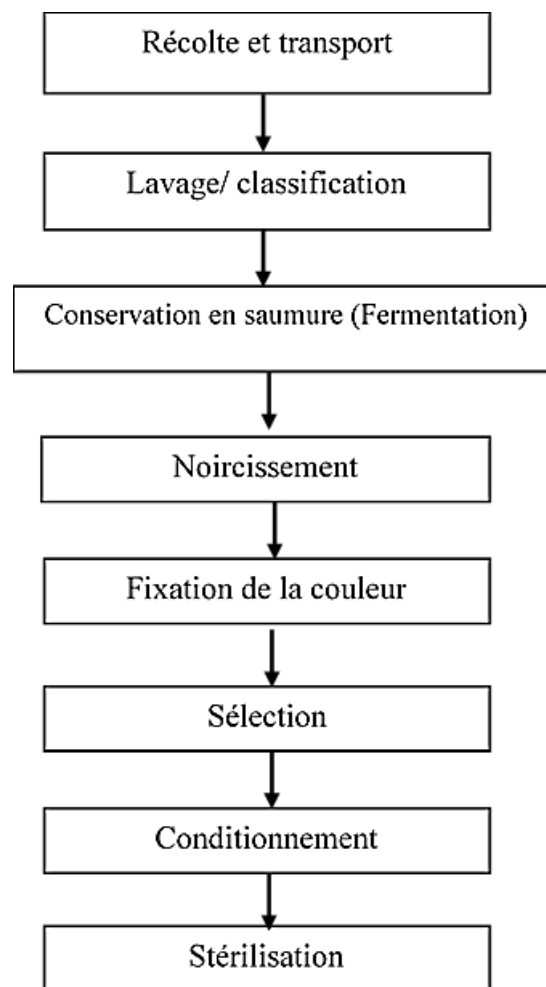 Récolte et transport
Lavage/ classification
Conservation en saumure (Fermentation)
Noircissement
Fixation de la couleur
Sélection
Conditionnement
Stérilisation